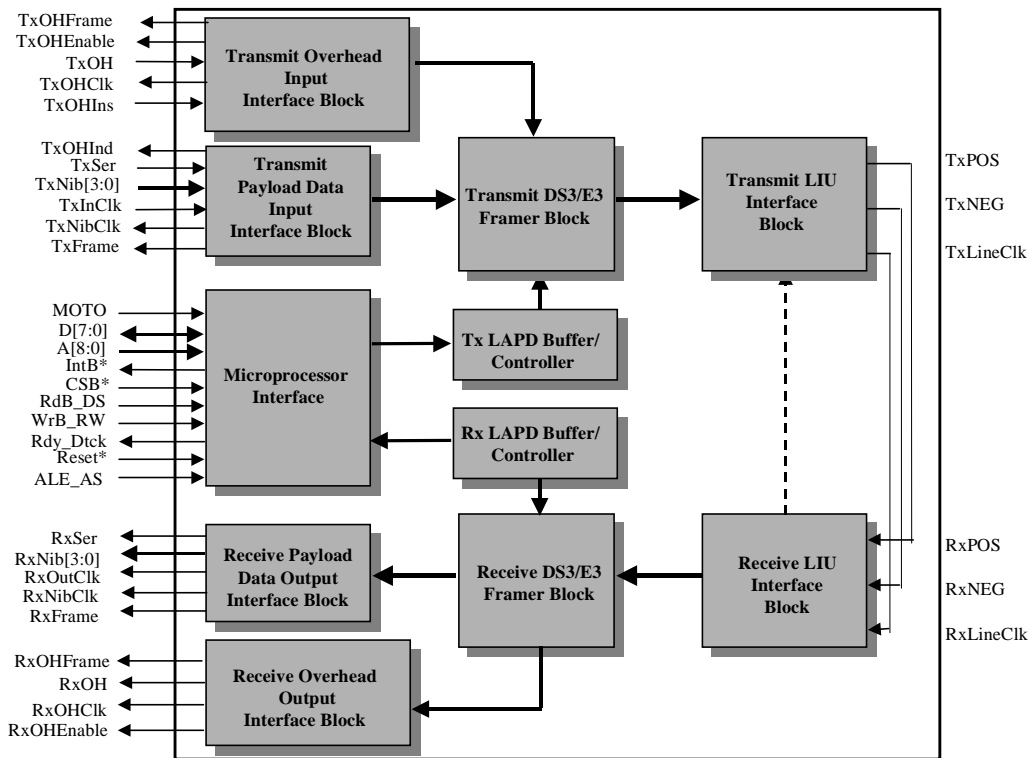 TxOHFrame
TxOHEnable
TxOH
TxOHClk
TxOHIns
Transmit Overhead
Input
Interface Block
TxOHInd
TxSer
TxNib[3:0]
TxInClk
TxNibClk
TxFrame
Transmit
Payload Data
Input
Interface Block
Transmit DS3/E3
Framer Block
Transmit LIU
Interface
Block
TxPOS
TxNEG
TxLineClk
MOTO
D[7:0]
A[8:0]
IntB*
CSB*
RdB_DS
WrB_RW
Rdy_Dtck
Reset*
ALE_AS
Microprocessor
Interface
Tx LAPD Buffer/
Controller
Rx LAPD Buffer/
Controller
RxSer
RxNib[3:0]
RxOutClk
RxNibClk
RxFrame
Receive Payload
Data Output
Interface Block
Receive DS3/E3
Framer Block
Receive LIU
Interface
Block
RxPOS
RxNEG
RxLineClk
RxOHFrame
RxOH
RxOHClk
RxOHEnable
Receive Overhead
Output
Interface Block